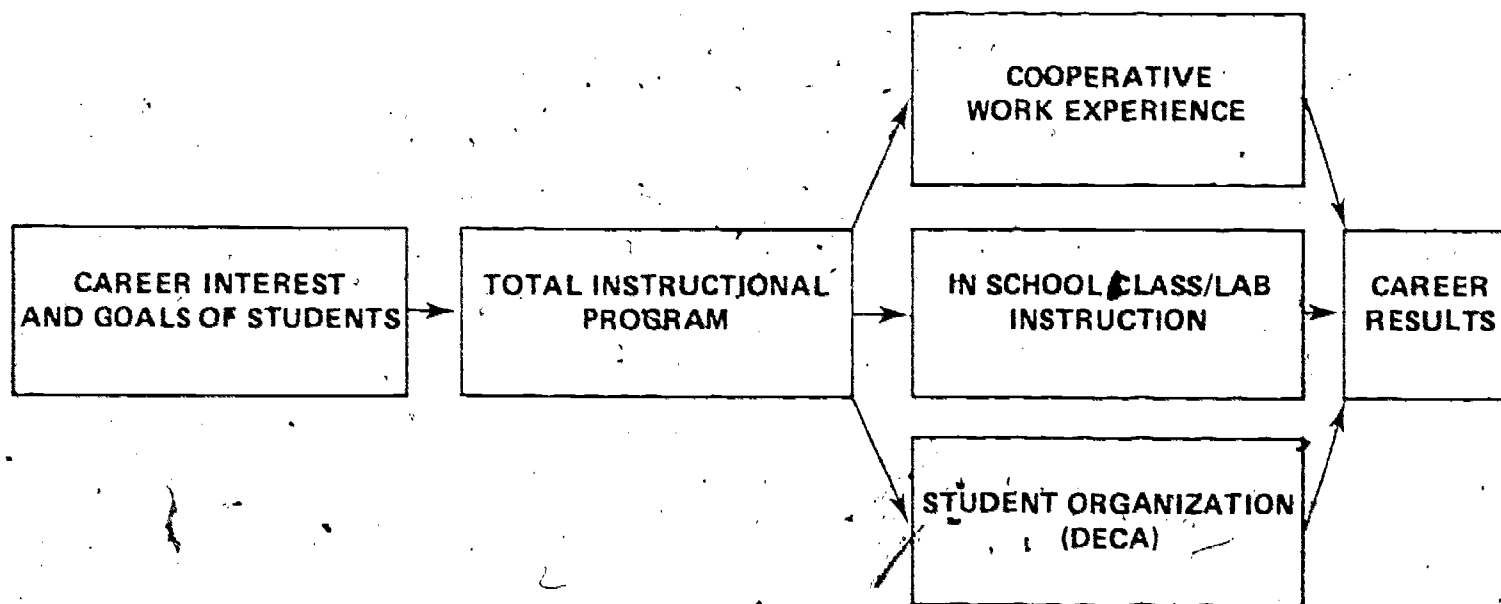 COOPERATIVE
WORK EXPERIENCE
CAREER INTEREST
AND GOALS OF STUDENTS
TOTAL INSTRUCTIONAL
PROGRAM
IN SCHOOL CLASS/LAB
INSTRUCTION
CAREER
RESULTS
STUDENT ORGANIZATION
(DECA)